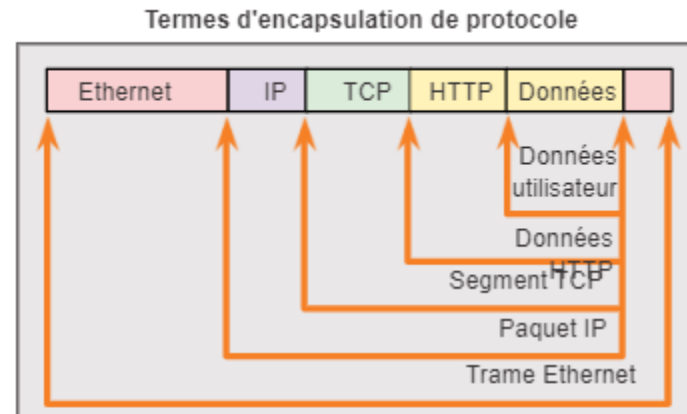 Termes d'encapsulation de protocole
Ethernet IP TCP HTTP Données
Données
utilisateur
Données
HTTP
Segment TCP
Paquet IP
Trame Ethernet